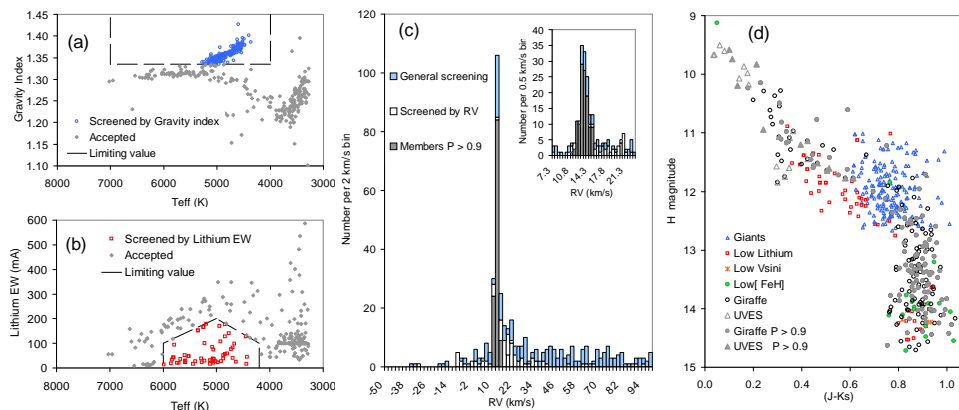 (a)
Gravity Index
1.45
1.40
1.35
1.30
1.25
1.20
1.15
1.10
Screened by Gravity index
Accepted
Limiting value
8000 7000 6000 5000 4000 3000
Teff (K)
(b)
Lithium EW (mA)
600
500
400
300
200
100
0
Screened by Lithium EW
Accepted
Limiting value
8000 7000 6000 5000 4000 3000
Teff (K)
(c)
Number per 2 km/s bin
120
100
80
60
40
20
0
General screening
Screened by RV
Members P > 0.9
-50 -38 -26 -14 -2 10 22 34 46 58 70 82 94
RV (km/s)
Number per 0.5 km/s bin
40
35
30
25
20
15
10
5
0
7.3 10.8 14.3 17.8 21.3
RV (km/s)
(d)
H magnitude
9
10
11
12
13
14
15
Giants
Low Lithium
Low Vsini
Low[ FeH]
Giraffe
UVES
Giraffe P > 0.9
UVES P > 0.9
0.0 0.2 0.4 0.6 0.8 1.0
(J-Ks)